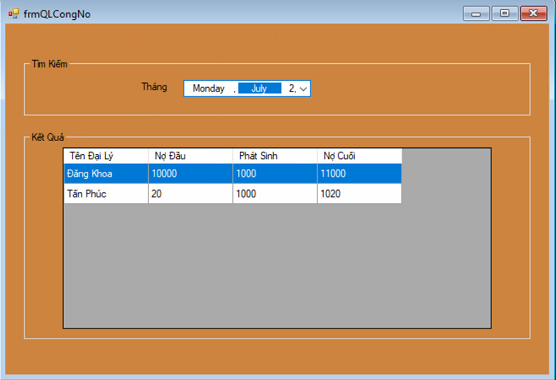 frmQLCongNo
Tìm Kiếm
Tháng Monday , July 2,
Kết Quả
Tên Đại Lý Nợ Đầu Phát Sinh Nợ Cuối
Đăng Khoa 10000 1000 11000
Tấn Phúc 20 1000 1020